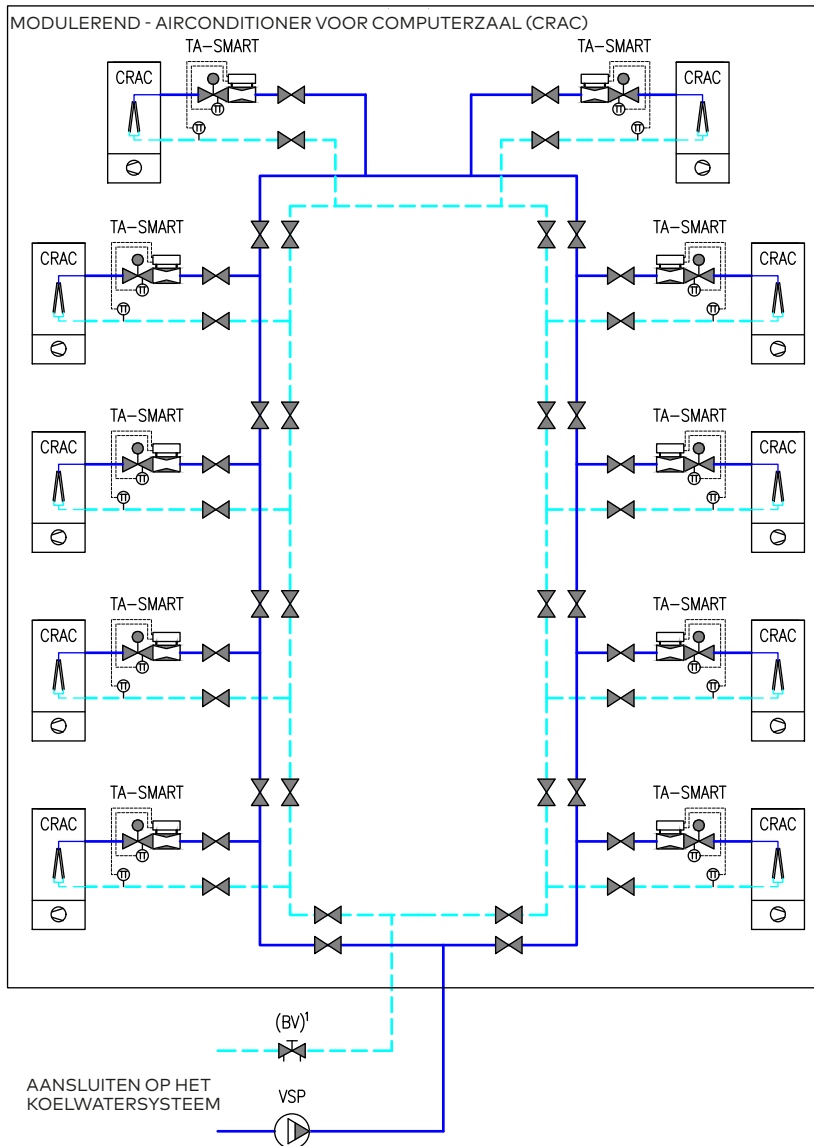 MODULEREND - AIRCONDITIONER VOOR COMPUTERZAAL (CRAC)
TA-SMART
TA-SMART
CRAC
CRAC
TA-SMART
TA-SMART
CRAC
CRAC
TA-SMART
TA-SMART
CRAC
CRAC
TA-SMART
TA-SMART
CRAC
CRAC
TA-SMART
TA-SMART
CRAC
CRAC
(BV)¹
AANSLUITEN OP HET
KOELWATERSYSTEEM
VSP